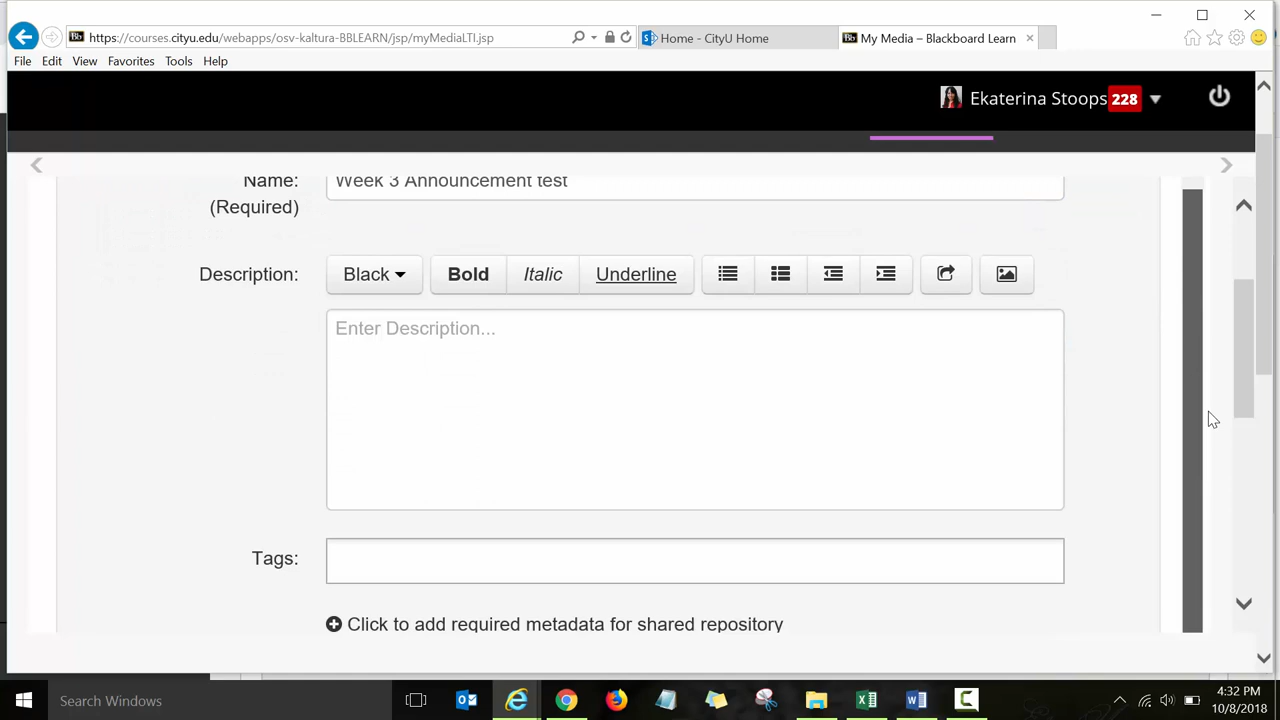 https://courses.cityu.edu/webapps/osv-kaltura-BBLEARN/jsp/myMediaLTI.jsp
Home - CityU Home
My Media – Blackboard Learn
File Edit View Favorites Tools Help
Ekaterina Stoops 228
Name: Week 3 Announcement test
(Required)
Description: Black Bold Italic Underline
Enter Description...
Tags:
Click to add required metadata for shared repository
Search Windows
4:32 PM
10/8/2018